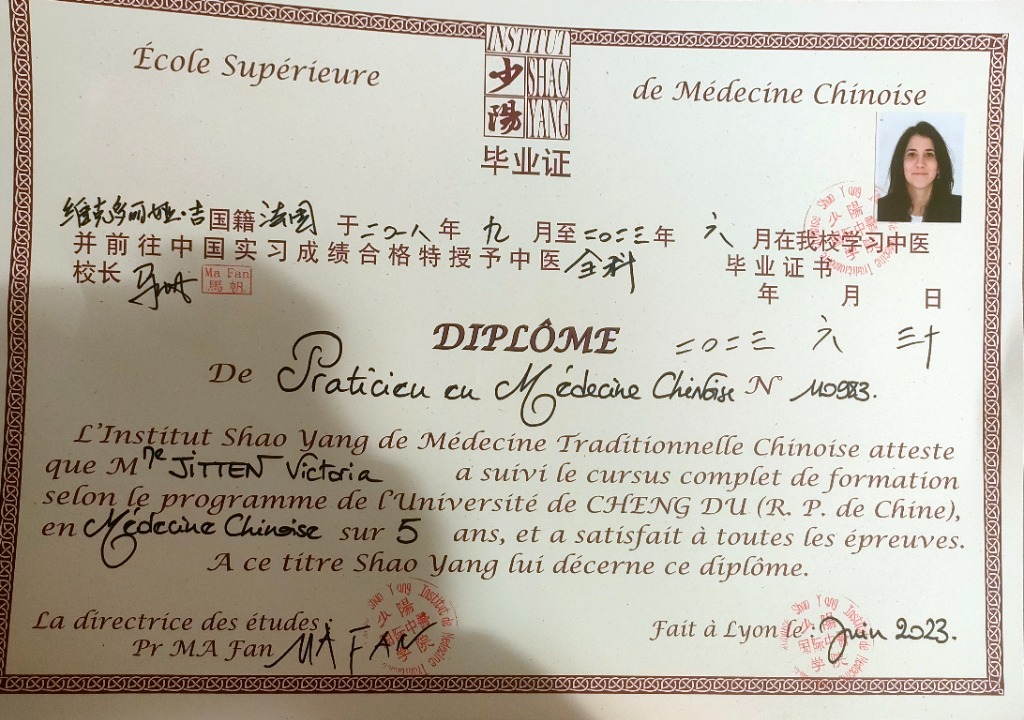 École Supérieure
INSTITUT
少 SHAO
陽 YANG
de Médecine Chinoise
毕业证
维克多丽娅·吉国籍法国 于二〇一八年 九 月至二〇二三年 六 月在我校学习中医
并前往中国实习成绩合格特授予中医全科 毕业证书
校长 Ma Fan 馬帆 年 月 日
DIPLÔME 二〇二三 六 三十
De Praticien en Médecine Chinoise N° 110983.
L'Institut Shao Yang de Médecine Traditionnelle Chinoise atteste
que Mme JITTEN Victoria a suivi le cursus complet de formation
selon le programme de l'Université de CHENG DU (R. P. de Chine),
en Médecine Chinoise sur 5 ans, et a satisfait à toutes les épreuves.
A ce titre Shao Yang lui décerne ce diplôme.
La directrice des études :
Pr MA Fan MA FAN
Fait à Lyon le : Juin 2023.